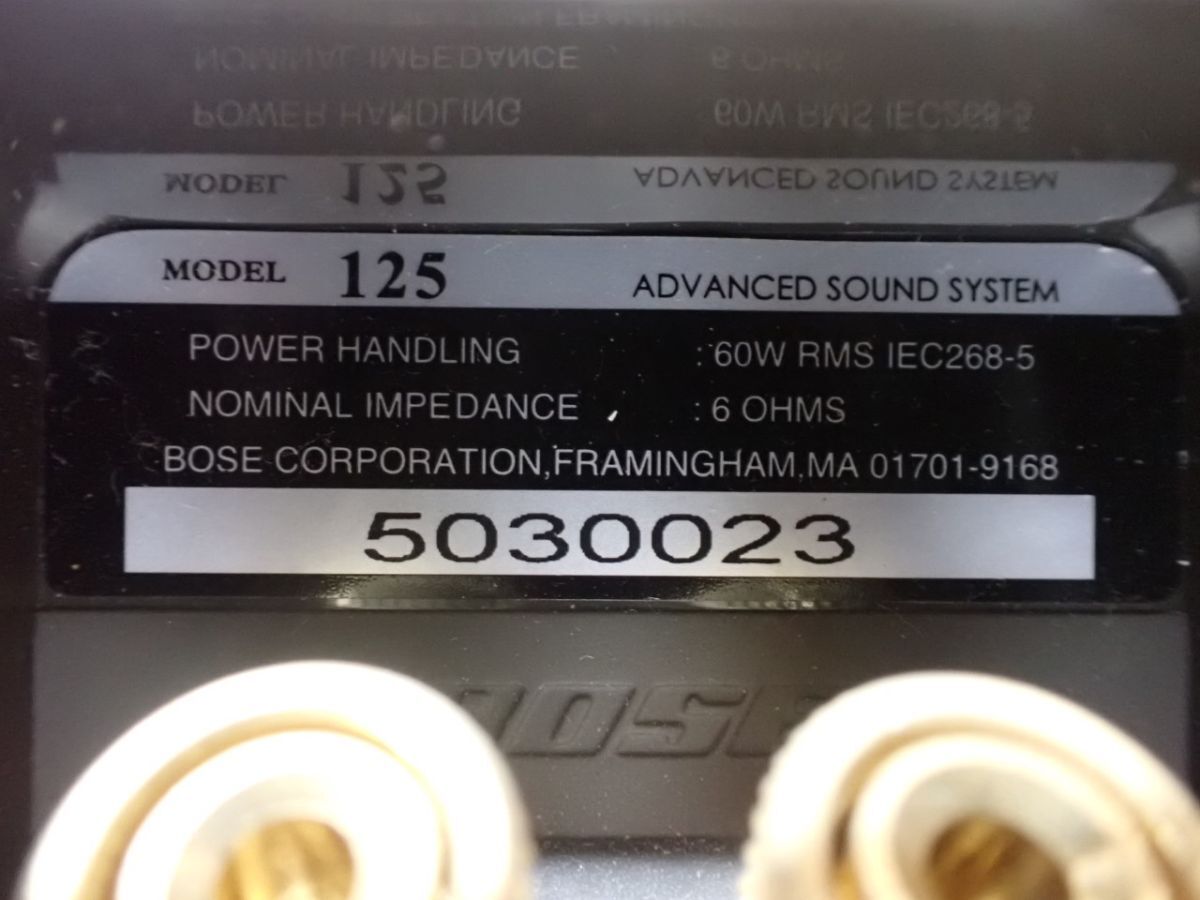 MODEL 125 ADVANCED SOUND SYSTEM
POWER HANDLING : 60W RMS IEC268-5
NOMINAL IMPEDANCE : 6 OHMS
BOSE CORPORATION,FRAMINGHAM,MA 01701-9168
5030023
BOSE